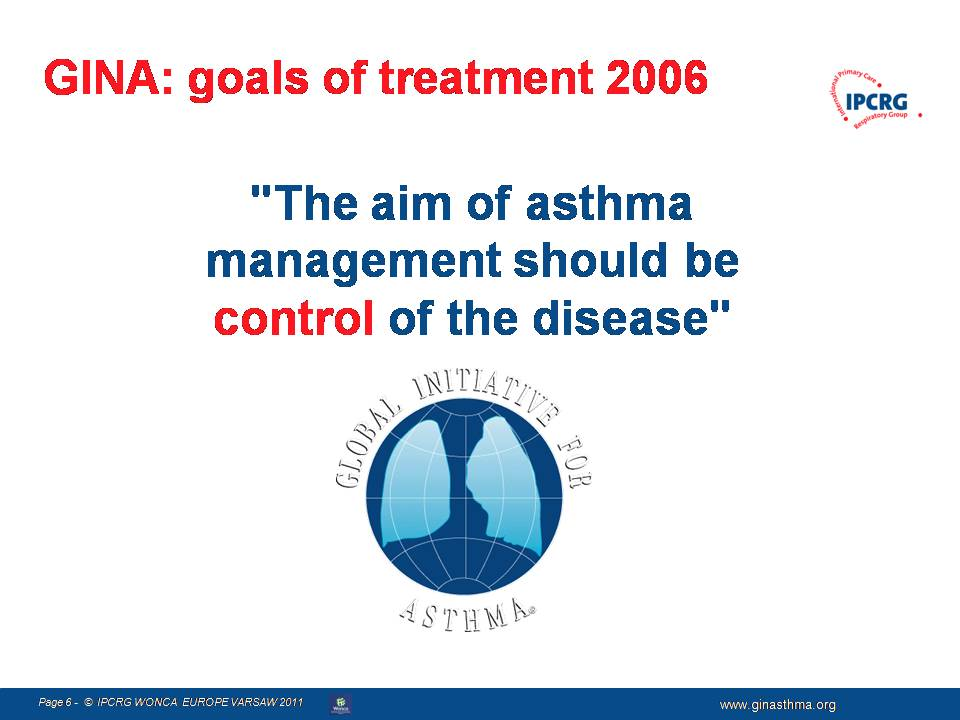 GINA: goals of treatment 2006
International Primary Care
IPCRG
Respiratory Group
"The aim of asthma
management should be
control of the disease"
GLOBAL INITIATIVE FOR
ASTHMA
Page 6 - © IPCRG WONCA EUROPE VARSAW 2011
Wonca
www.ginasthma.org